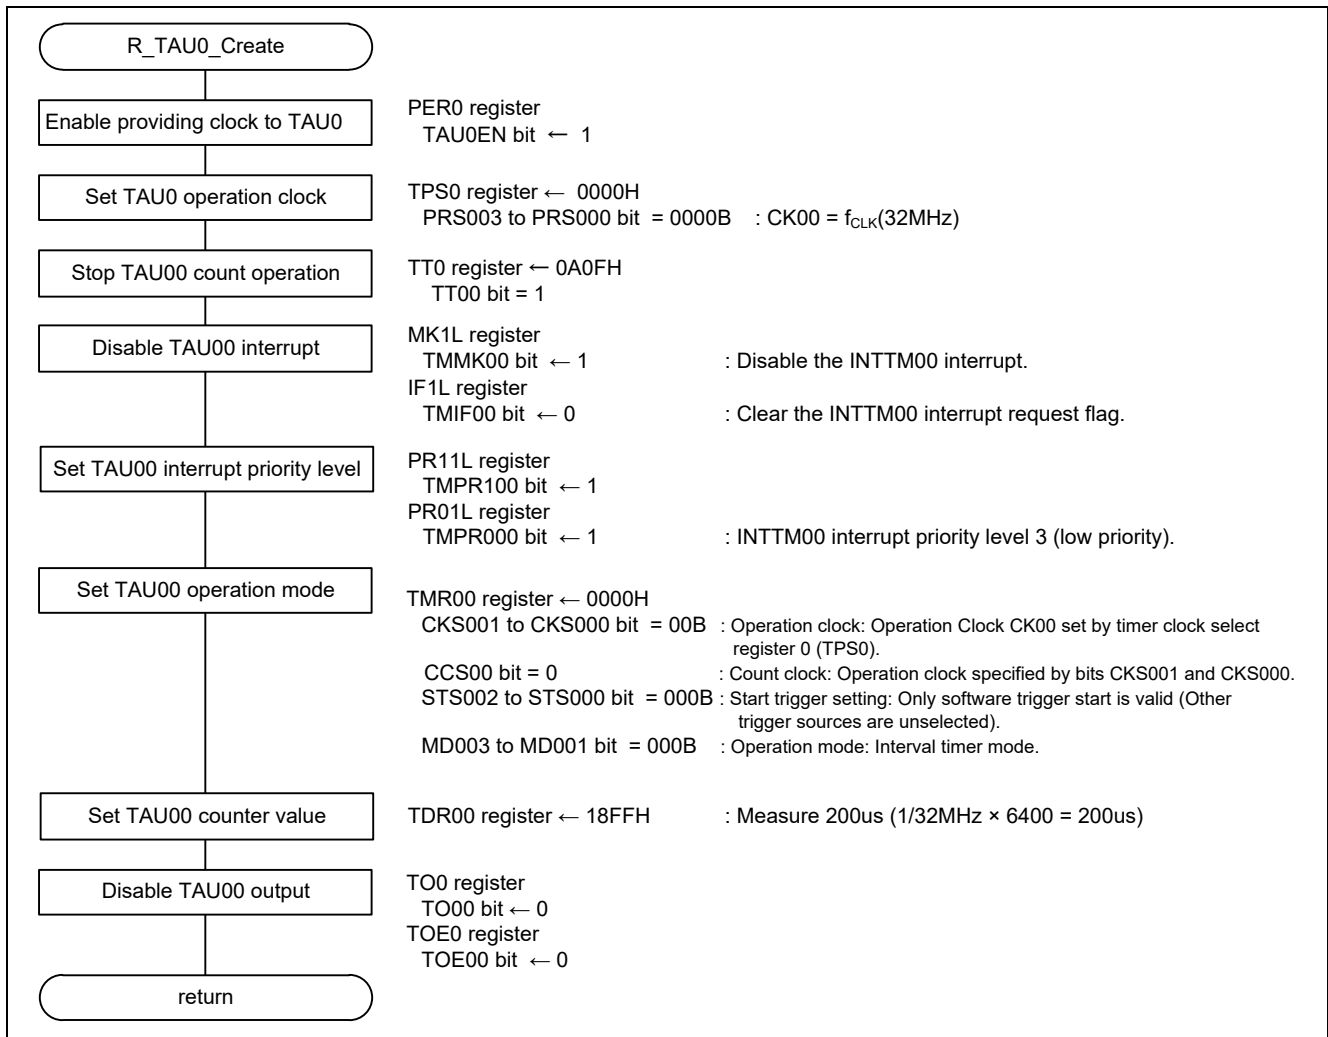 R_TAU0_Create
Enable providing clock to TAU0
PER0 register
TAU0EN bit ← 1
Set TAU0 operation clock
TPS0 register ← 0000H
PRS003 to PRS000 bit = 0000B : CK00 = fCLK(32MHz)
Stop TAU00 count operation
TT0 register ← 0A0FH
TT00 bit = 1
Disable TAU00 interrupt
MK1L register
TMMK00 bit ← 1 : Disable the INTTM00 interrupt.
IF1L register
TMIF00 bit ← 0 : Clear the INTTM00 interrupt request flag.
Set TAU00 interrupt priority level
PR11L register
TMPR100 bit ← 1
PR01L register
TMPR000 bit ← 1 : INTTM00 interrupt priority level 3 (low priority).
Set TAU00 operation mode
TMR00 register ← 0000H
CKS001 to CKS000 bit = 00B : Operation clock: Operation Clock CK00 set by timer clock select
register 0 (TPS0).
CCS00 bit = 0 : Count clock: Operation clock specified by bits CKS001 and CKS000.
STS002 to STS000 bit = 000B : Start trigger setting: Only software trigger start is valid (Other
trigger sources are unselected).
MD003 to MD001 bit = 000B : Operation mode: Interval timer mode.
Set TAU00 counter value
TDR00 register ← 18FFH : Measure 200us (1/32MHz × 6400 = 200us)
Disable TAU00 output
TO0 register
TO00 bit ← 0
TOE0 register
TOE00 bit ← 0
return